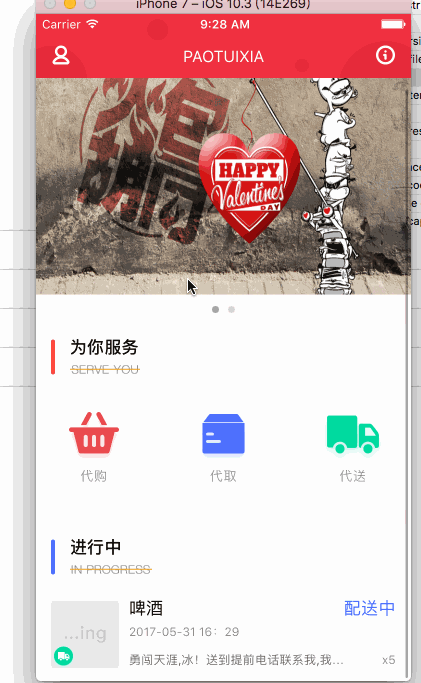 iPhone 7 – iOS 10.3 (14E269)
Carrier
9:28 AM
PAOTUIXIA
HAPPY
Valentines
DAY
为你服务
SERVE YOU
代购
代取
代送
进行中
IN PROGRESS
...ing
啤酒
配送中
2017-05-31 16：29
勇闯天涯,冰！送到提前电话联系我,我...
x5